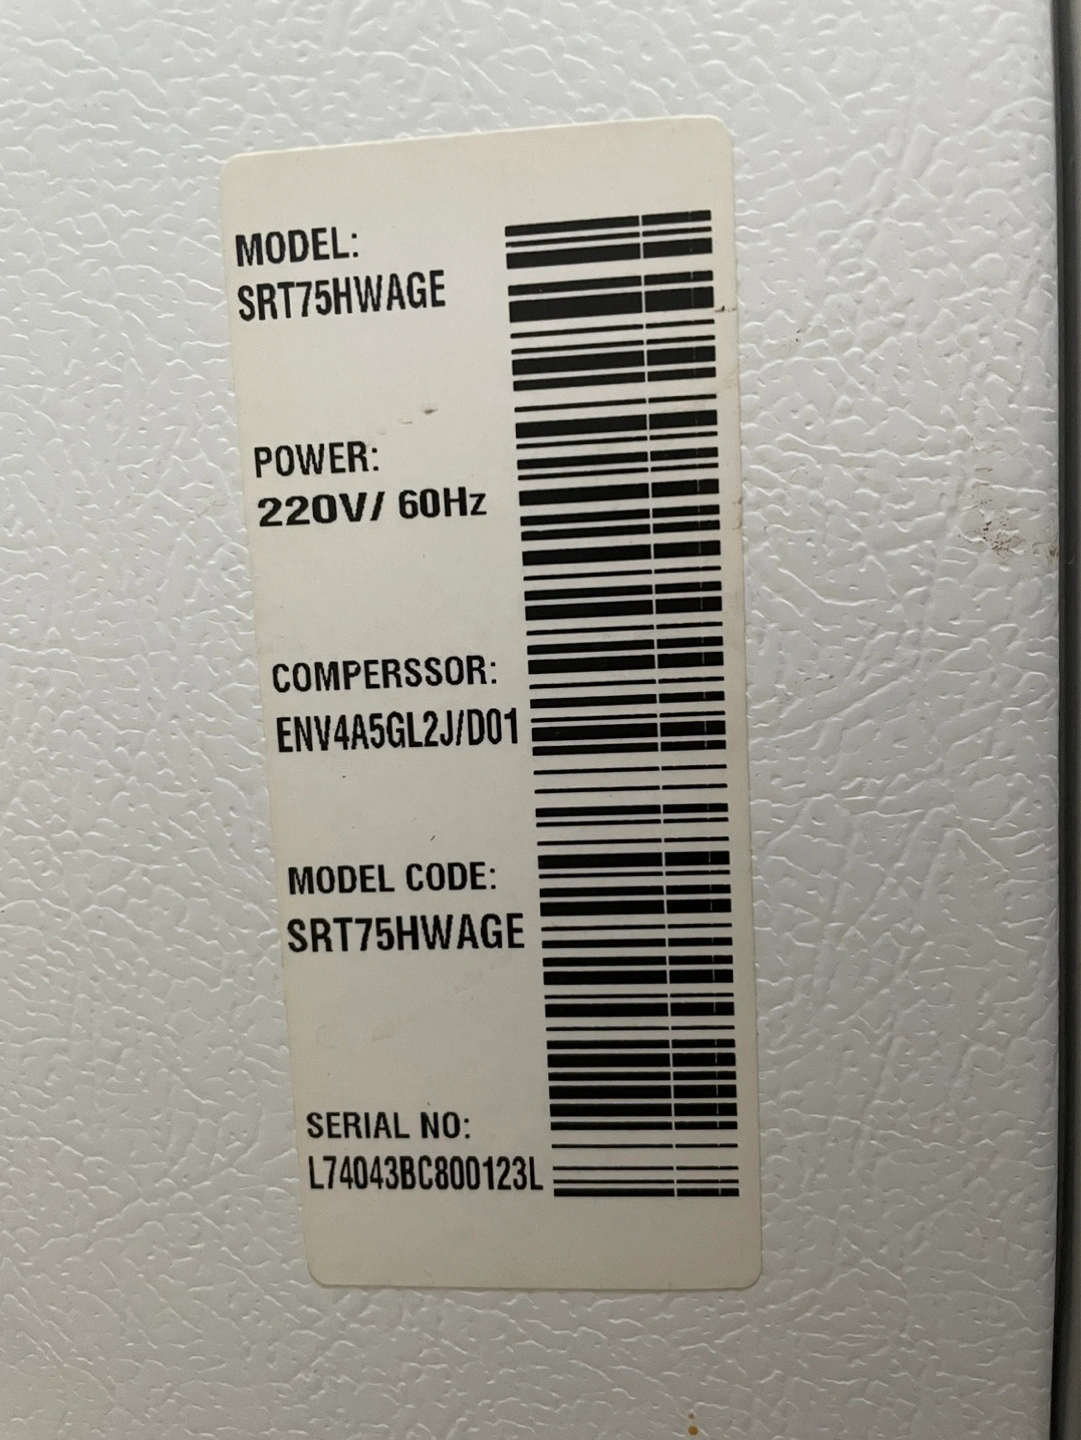 MODEL:
SRT75HWAGE
POWER:
220V/ 60Hz
COMPERSSOR:
ENV4A5GL2J/D01
MODEL CODE:
SRT75HWAGE
SERIAL NO:
L74043BC800123L